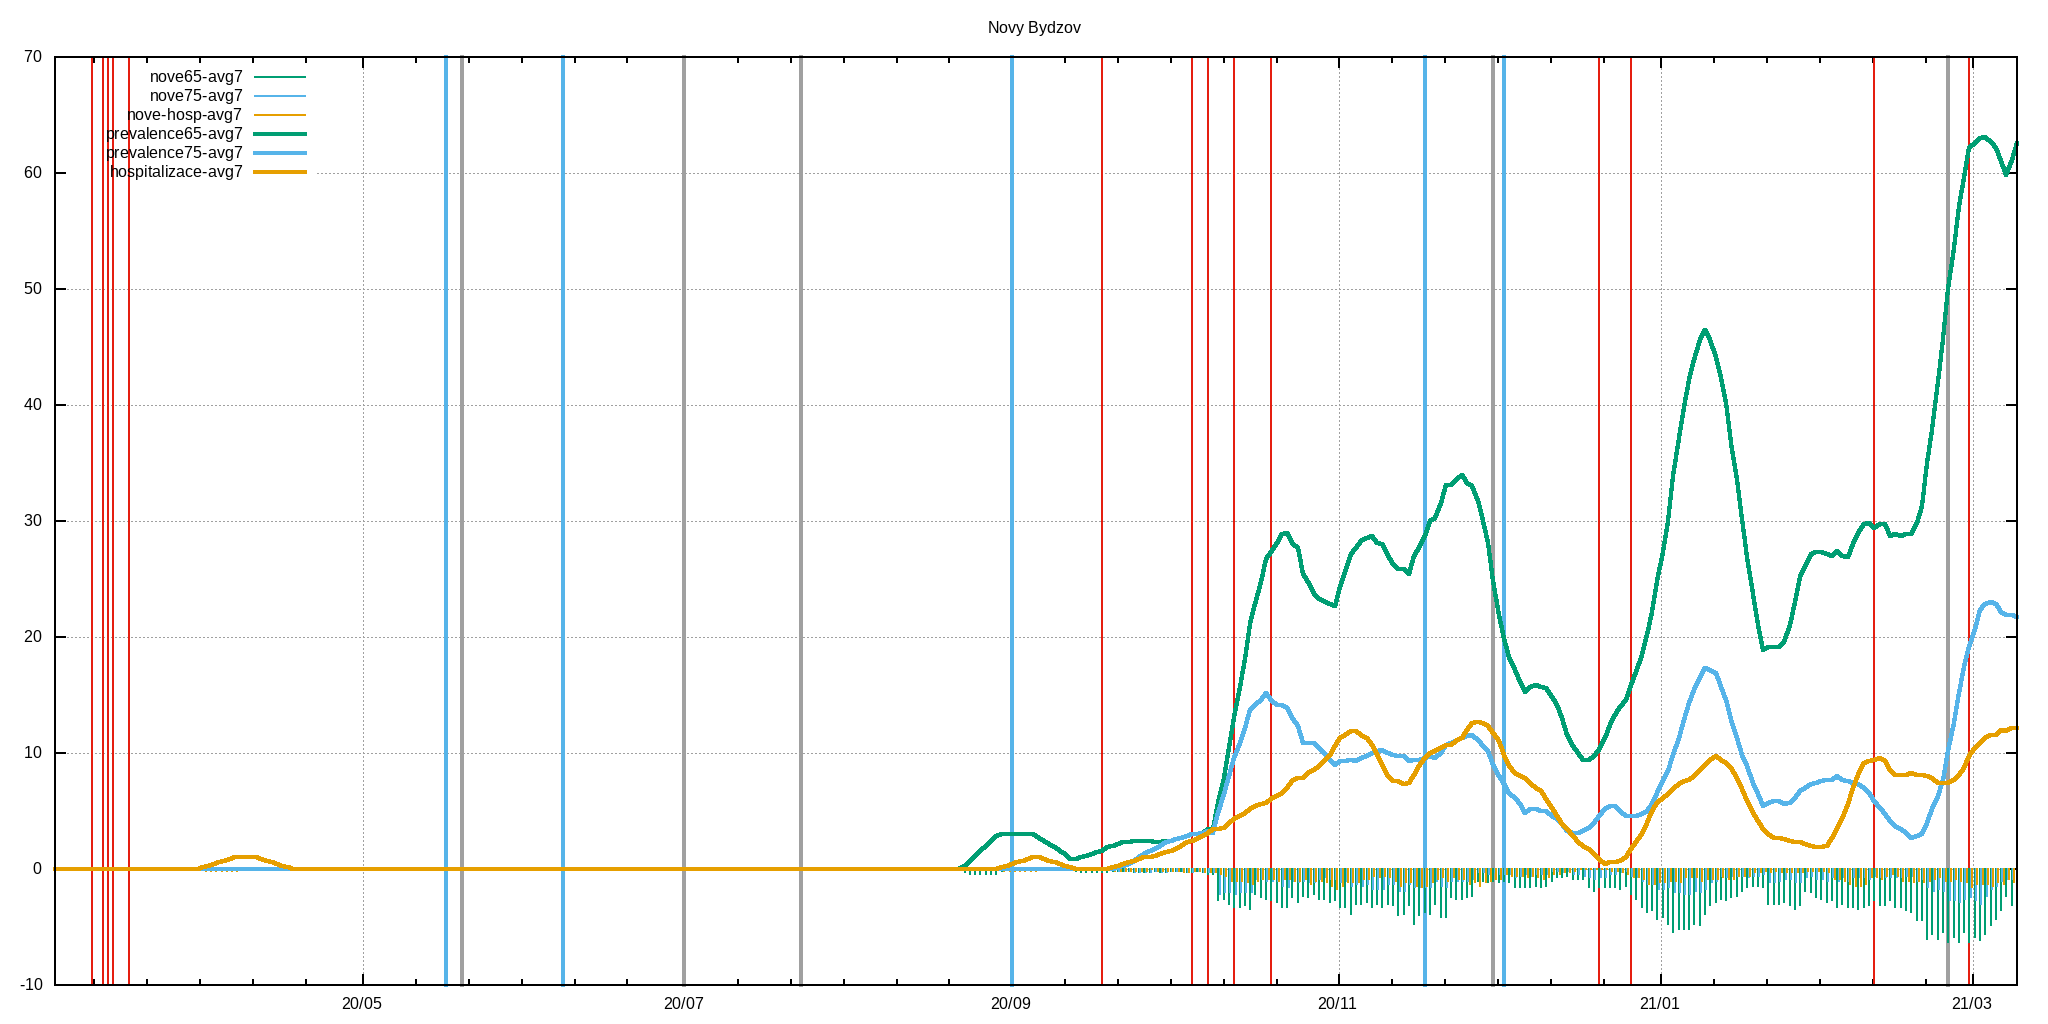 Novy Bydzov
70
60
50
40
30
20
10
0
-10
nove65-avg7
nove75-avg7
nove-hosp-avg7
prevalence65-avg7
prevalence75-avg7
hospitalizace-avg7
20/05
20/07
20/09
20/11
21/01
21/03